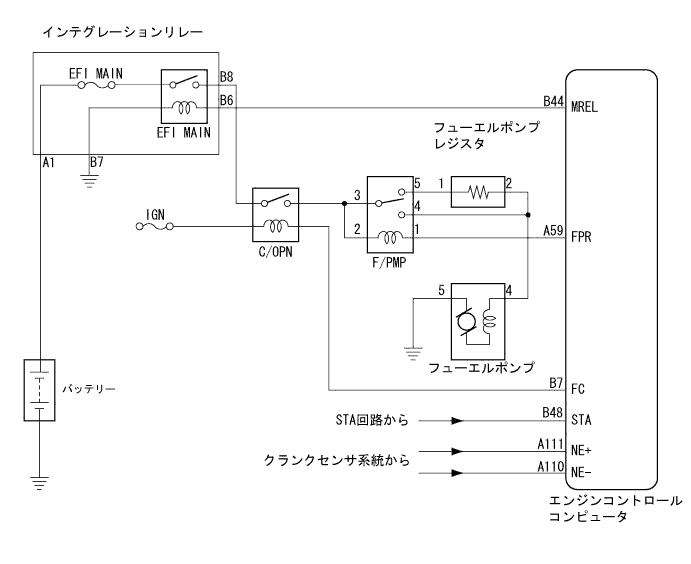 インテグレーションリレー
EFI MAIN
B8
B6
EFI MAIN
A1
B7
B44
MREL
フューエルポンプ
レジスタ
3
5
1
2
4
IGN
2
1
A59
FPR
C/OPN
F/PMP
5
4
フューエルポンプ
バッテリー
B7
FC
STA回路から
B48
STA
クランクセンサ系統から
A111
NE+
A110
NE-
エンジンコントロール
コンピュータ